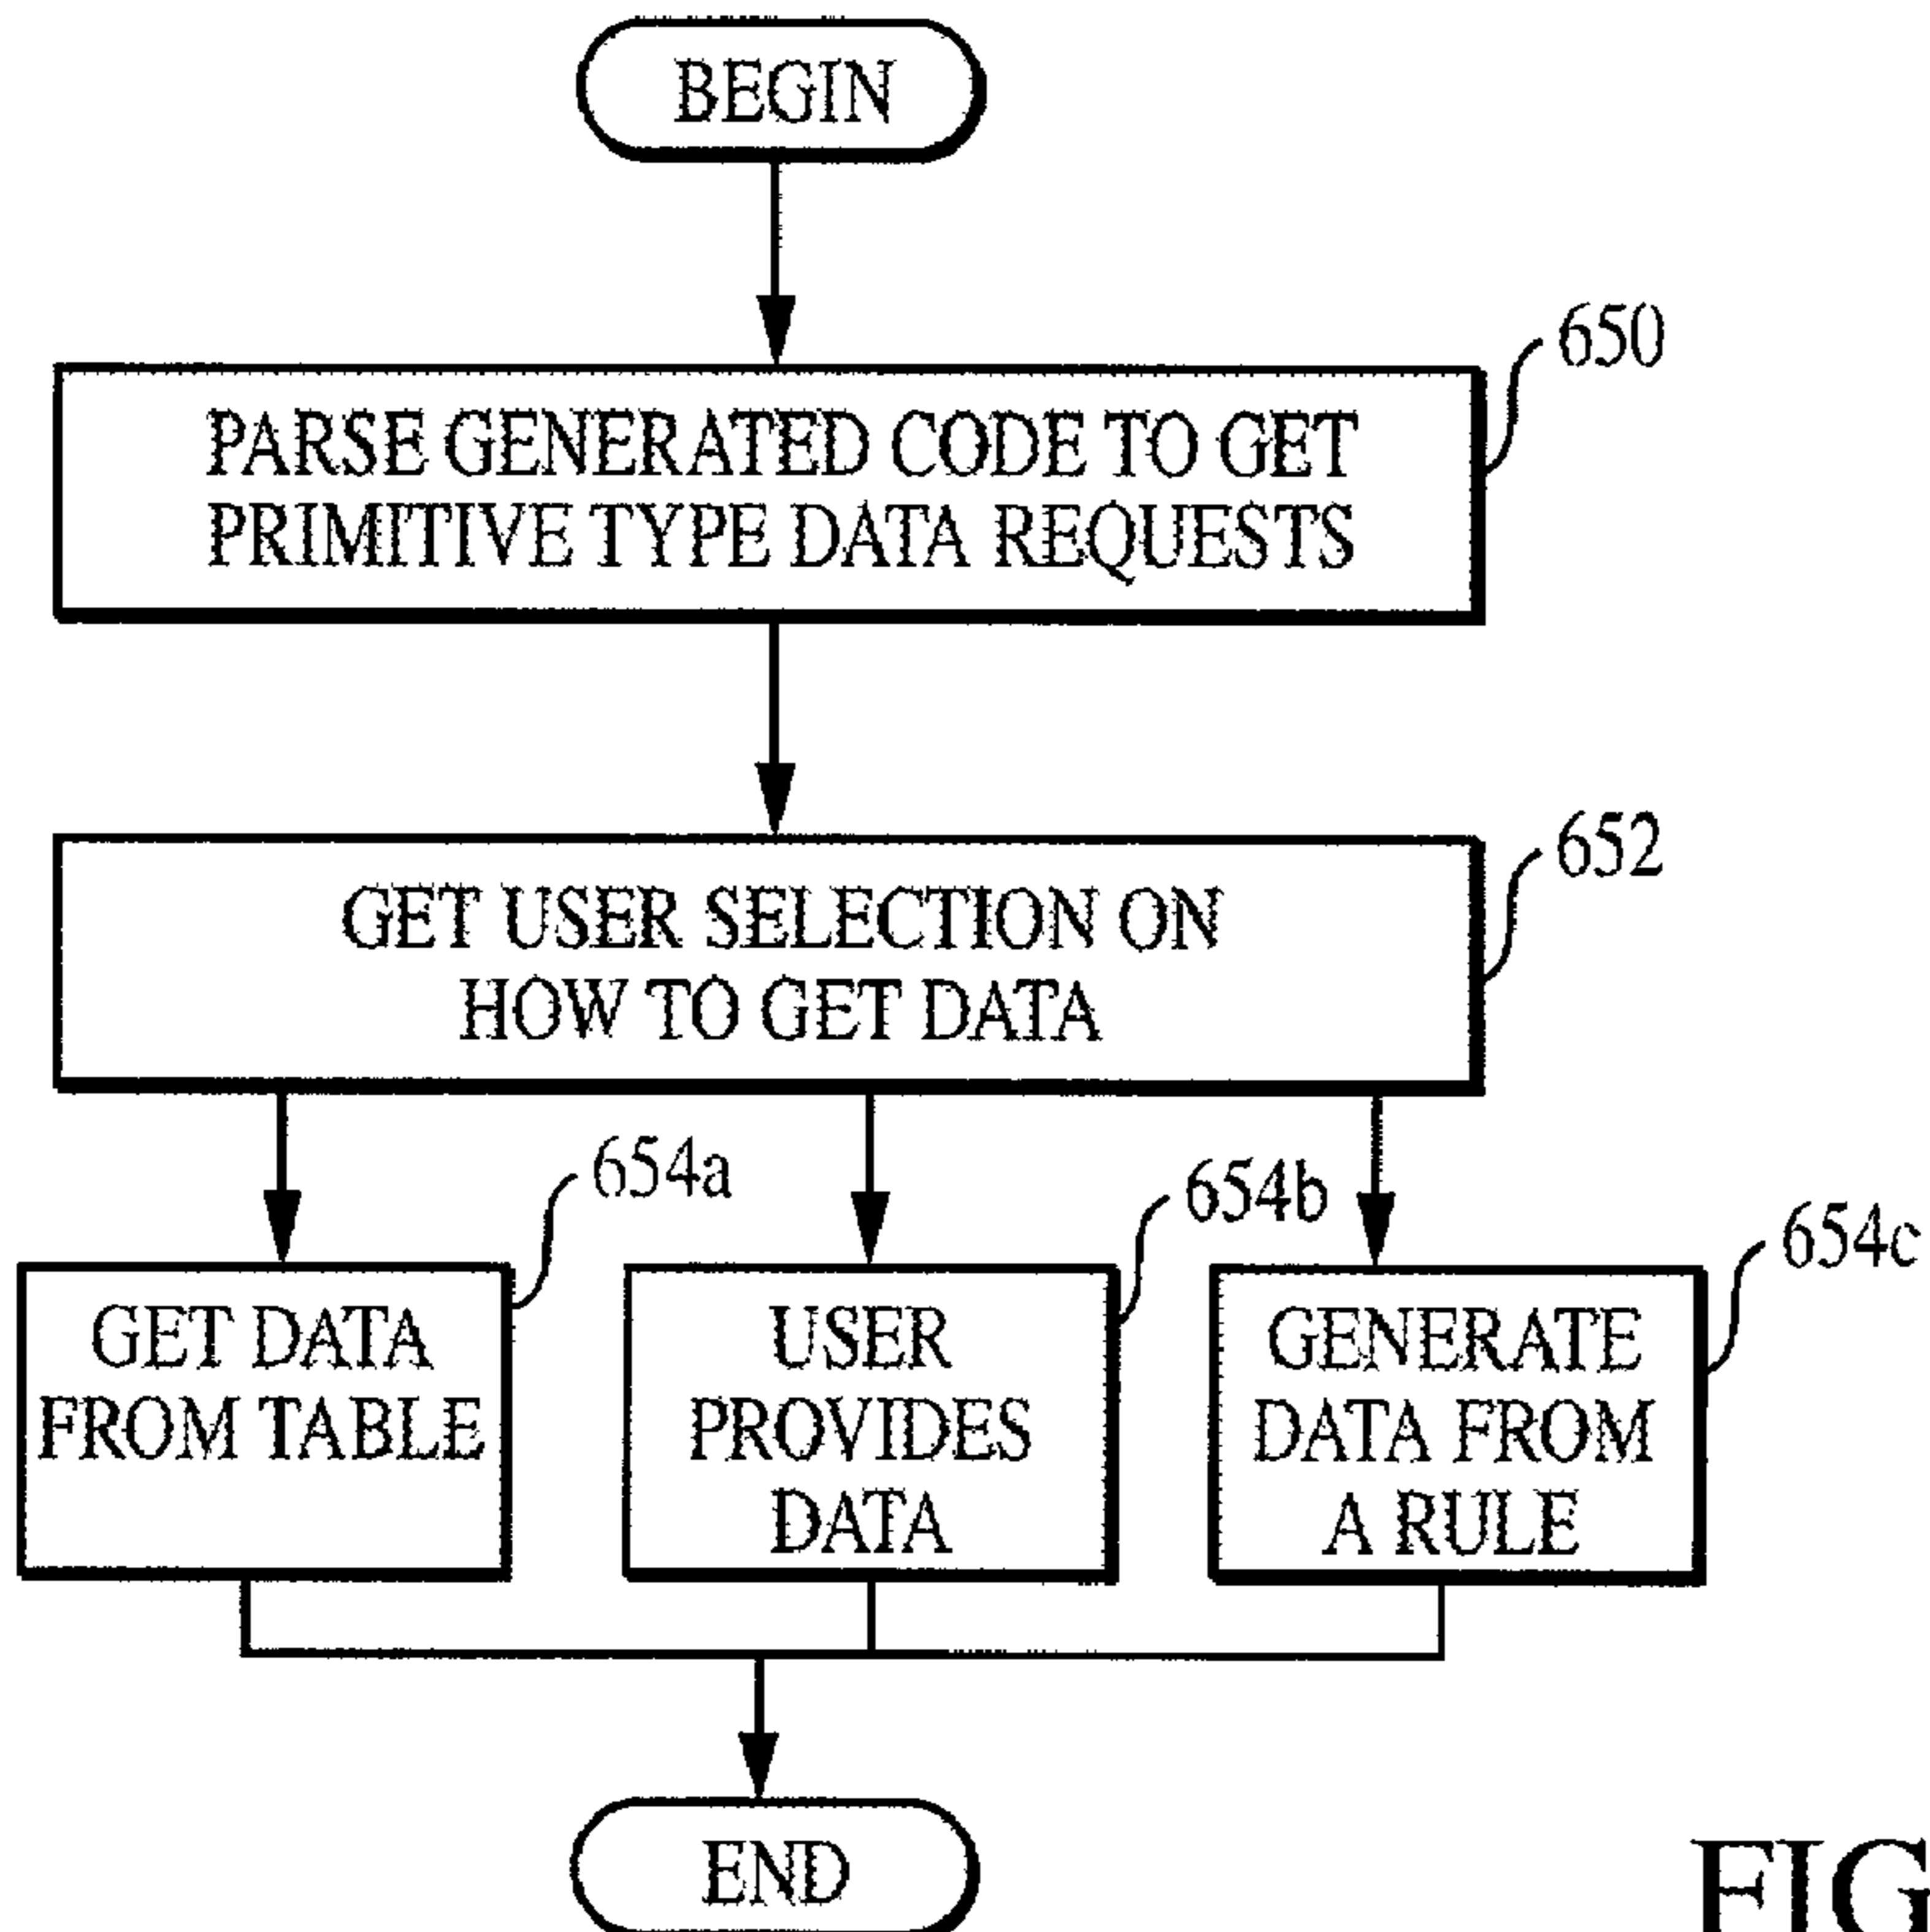 BEGIN
650
PARSE GENERATED CODE TO GET
PRIMITIVE TYPE DATA REQUESTS
652
GET USER SELECTION ON
HOW TO GET DATA
654a
654b
654c
GET DATA
FROM TABLE
USER
PROVIDES
DATA
GENERATE
DATA FROM
A RULE
END
FIG